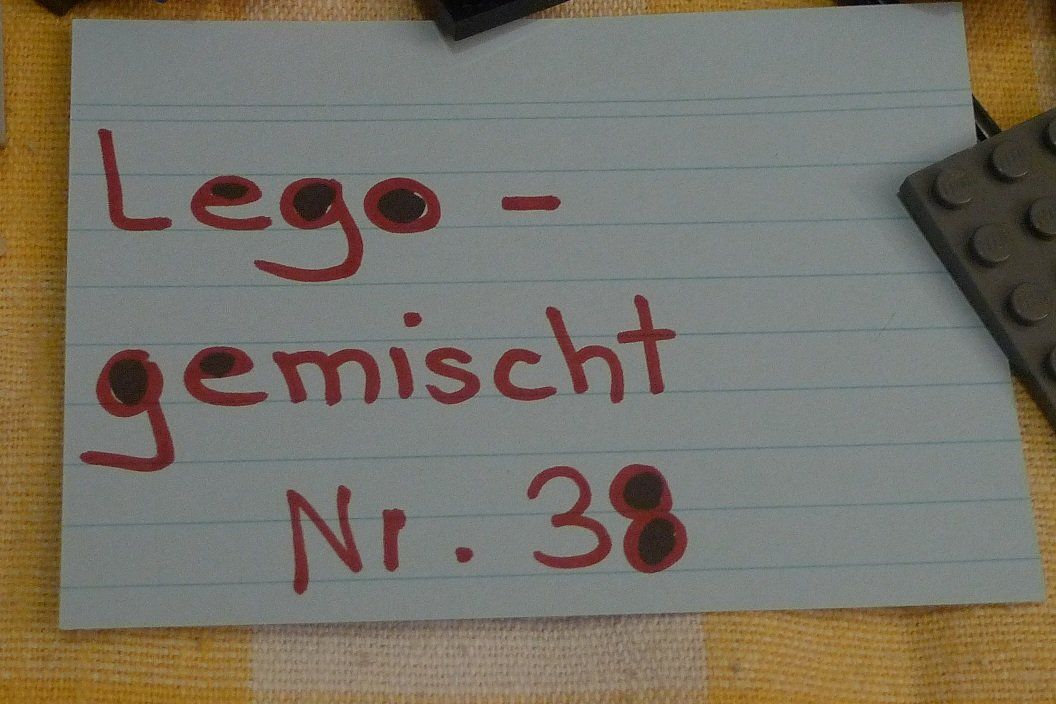 Lego -
gemischt
Nr. 38